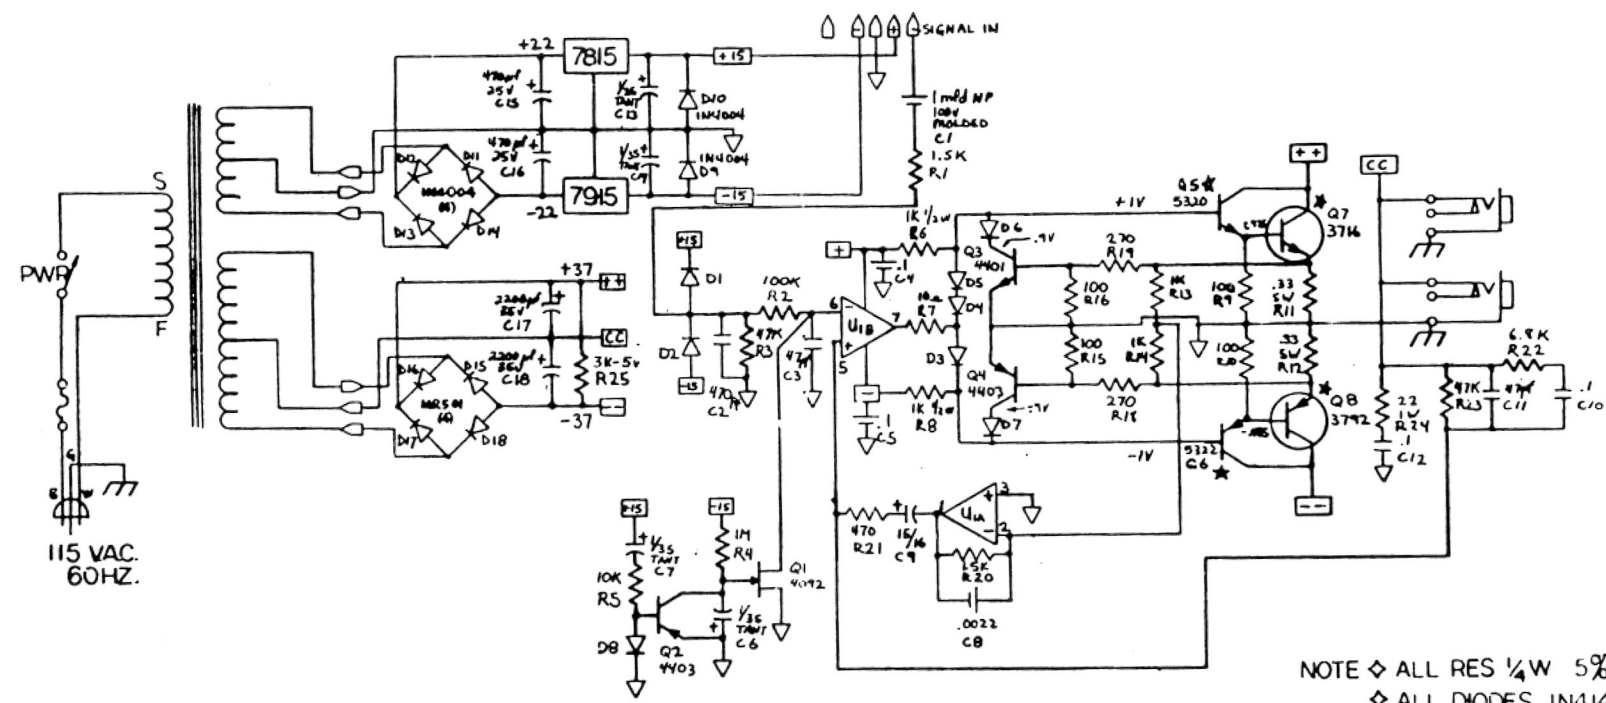 SIGNAL IN
+22
7815
+15
470µf
25V
C15
1/35
TANT
C13
D10
1N4004
1 mfd NP
100V
MOLDED
C1
1.5K
R1
470µf
25V
C16
1/35
TANT
1N4004
D9
-22
7915
-15
D12
D11
D13
D14
S
F
PWR
G
B
W
115 VAC.
60HZ.
+37
++
2200µf
35V
C17
CC
2200µf
C18
3K-5W
R25
-37
--
D16
D15
D17
D18
+15
D1
D2
-15
100K
R2
47K
R3
470
C2
47
C3
6
5
7
U1B
+
.1
C4
1K 1/2W
R6
10Ω
R7
-
.1
C5
1K 1/2W
R8
D6
.9V
Q3
4401
D5
D4
D3
Q4
4403
.9V
D7
+1V
-1V
270
R19
100
R16
1K
R13
100
R15
1K
R14
270
R18
Q5★
5320
100
R9
.33
5W
R11
.33
5W
R12
100
5322
★
++
★
Q7
3716
★
Q8
3792
--
CC
22
1W
R24
.1
C12
47K
R23
C11
6.8K
R22
.1
C10
+15
1/35
TANT
C7
10K
R5
D8
Q2
4403
-15
1M
R4
1/35
TANT
C6
Q1
4092
470
R21
C9
U1A
3
2
R20
.0022
C8
NOTE ◇ ALL RES 1/4W 5%
◇ ALL DIODES